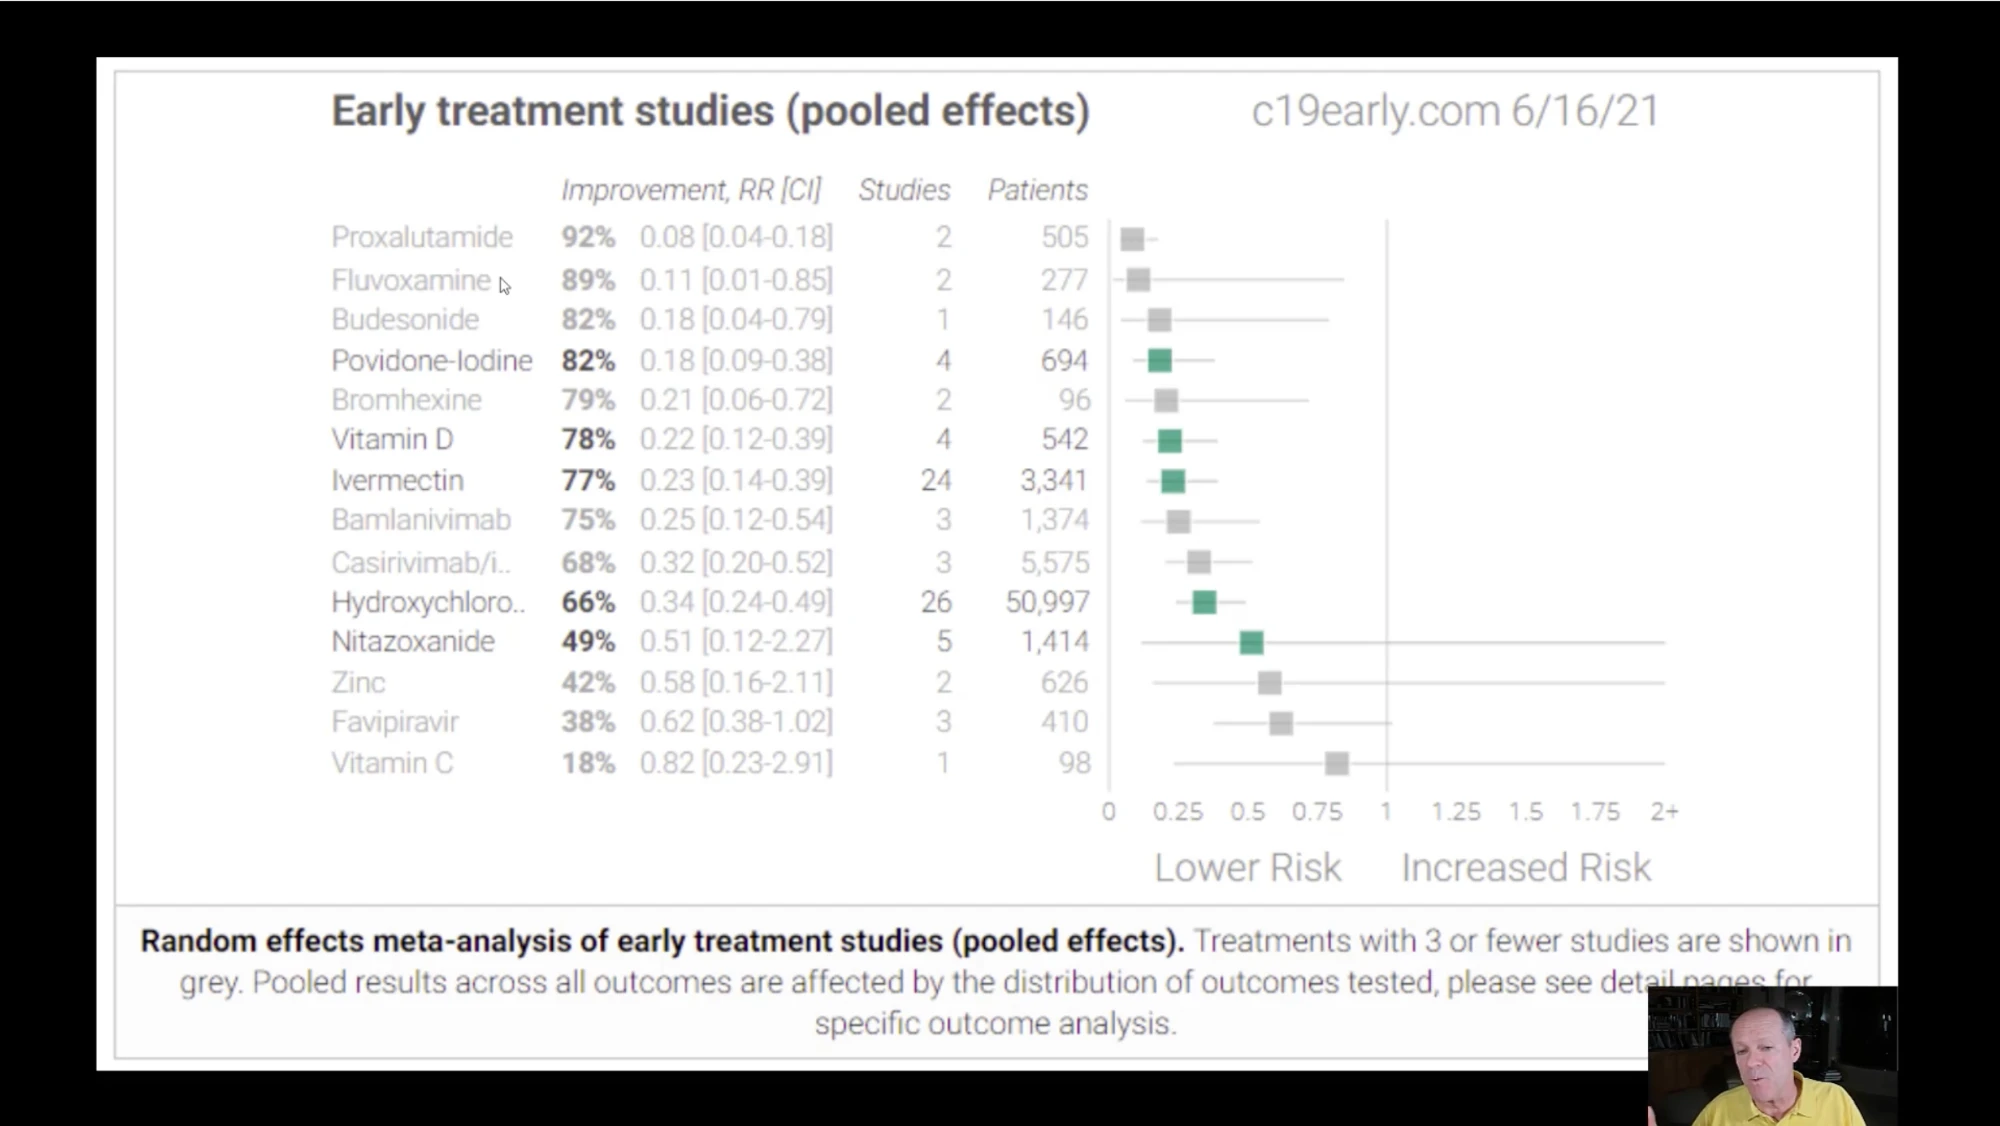 Early treatment studies (pooled effects) c19early.com 6/16/21
Improvement, RR [CI] Studies Patients
Proxalutamide 92% 0.08 [0.04-0.18] 2 505
Fluvoxamine 89% 0.11 [0.01-0.85] 2 277
Budesonide 82% 0.18 [0.04-0.79] 1 146
Povidone-Iodine 82% 0.18 [0.09-0.38] 4 694
Bromhexine 79% 0.21 [0.06-0.72] 2 96
Vitamin D 78% 0.22 [0.12-0.39] 4 542
Ivermectin 77% 0.23 [0.14-0.39] 24 3,341
Bamlanivimab 75% 0.25 [0.12-0.54] 3 1,374
Casirivimab/i.. 68% 0.32 [0.20-0.52] 3 5,575
Hydroxychloro.. 66% 0.34 [0.24-0.49] 26 50,997
Nitazoxanide 49% 0.51 [0.12-2.27] 5 1,414
Zinc 42% 0.58 [0.16-2.11] 2 626
Favipiravir 38% 0.62 [0.38-1.02] 3 410
Vitamin C 18% 0.82 [0.23-2.91] 1 98
0 0.25 0.5 0.75 1 1.25 1.5 1.75 2+
Lower Risk Increased Risk
Random effects meta-analysis of early treatment studies (pooled effects). Treatments with 3 or fewer studies are shown in
grey. Pooled results across all outcomes are affected by the distribution of outcomes tested, please see detail pages for
specific outcome analysis.